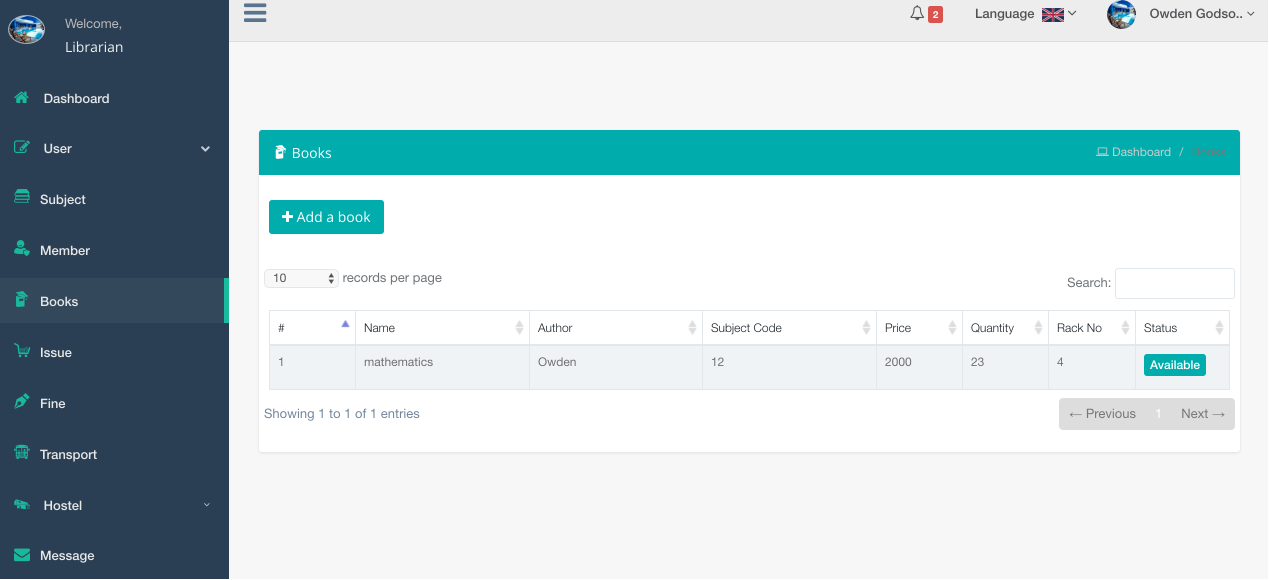 Welcome,
Librarian
Dashboard
User
Subject
Member
Books
Issue
Fine
Transport
Hostel
Message
2
Language
Owden Godso..
Books
Dashboard /
+ Add a book
10 records per page
Search:
# Name Author Subject Code Price Quantity Rack No Status
1 mathematics Owden 12 2000 23 4 Available
Showing 1 to 1 of 1 entries
← Previous 1 Next →